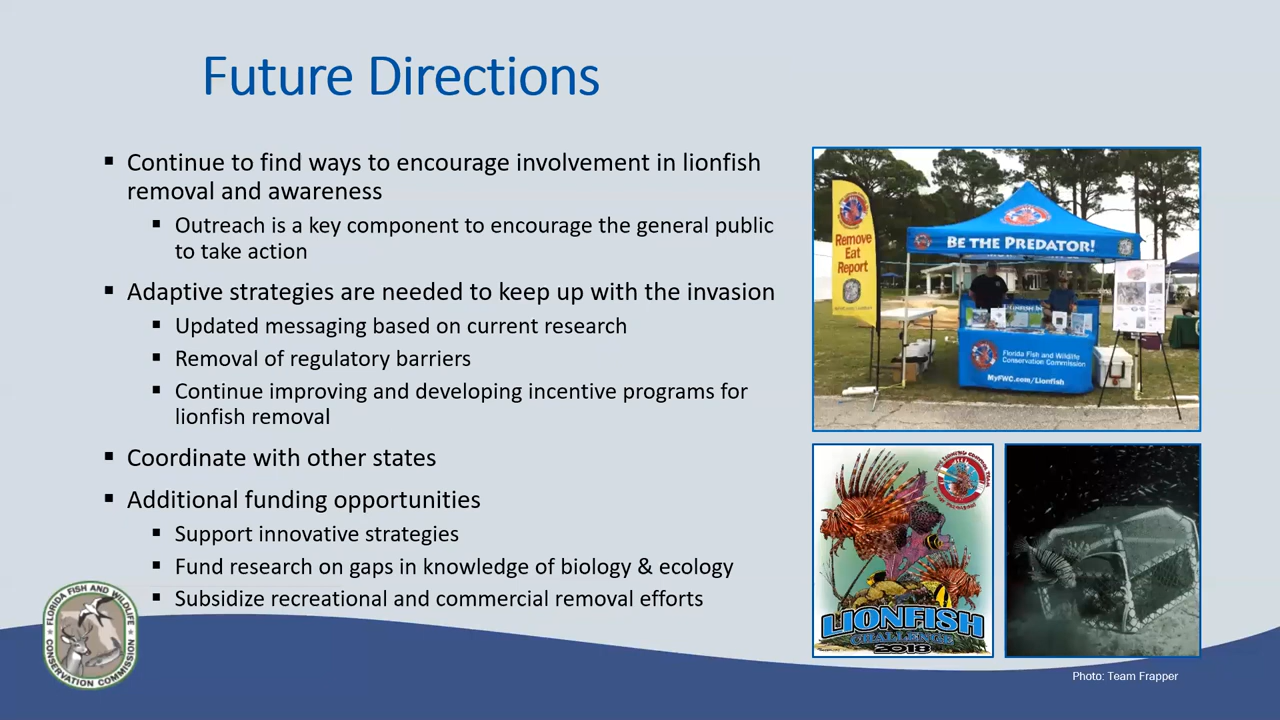 Future Directions
Continue to find ways to encourage involvement in lionfish
removal and awareness
Outreach is a key component to encourage the general public
to take action
Adaptive strategies are needed to keep up with the invasion
Updated messaging based on current research
Removal of regulatory barriers
Continue improving and developing incentive programs for
lionfish removal
Coordinate with other states
Additional funding opportunities
Support innovative strategies
Fund research on gaps in knowledge of biology & ecology
Subsidize recreational and commercial removal efforts
FLORIDA FISH AND WILDLIFE
CONSERVATION COMMISSION
BE THE PREDATOR!
Remove
Eat
Report
Florida Fish and Wildlife
Conservation Commission
MyFWC.com/Lionfish
LIONFISH
CHALLENGE
2018
Photo: Team Frapper